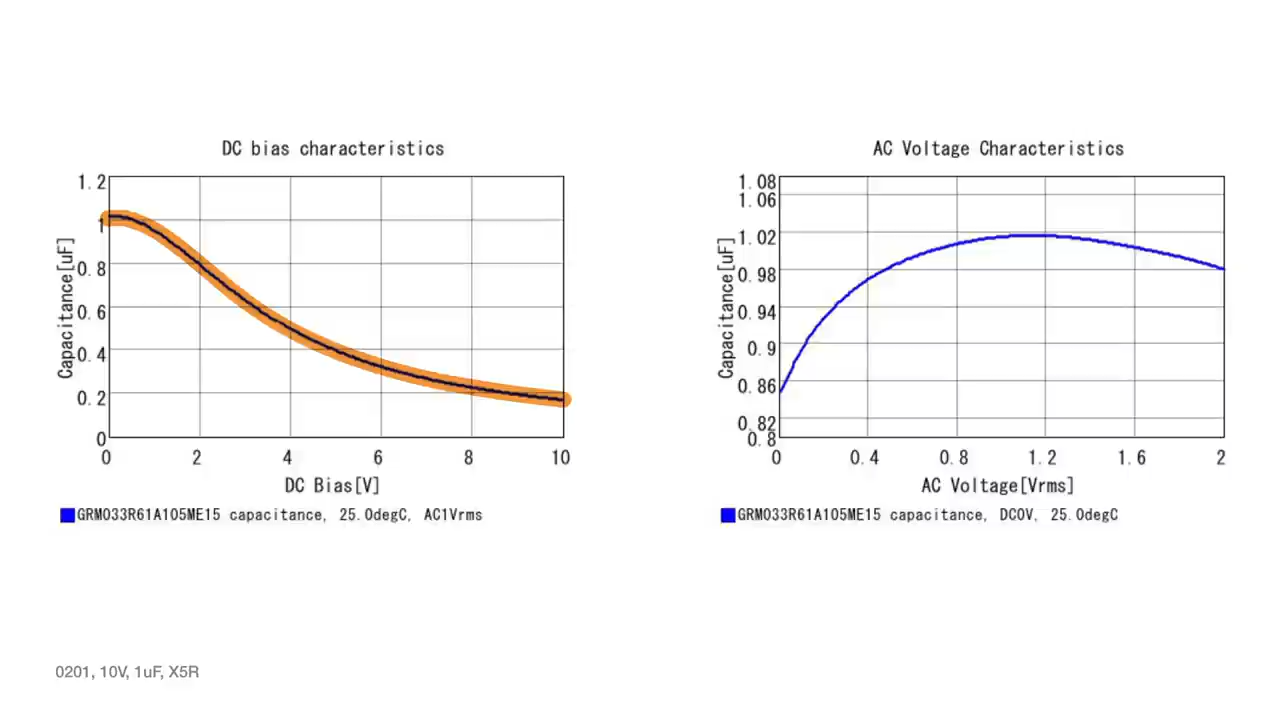 DC bias characteristics
1.2
1
0.8
0.6
0.4
0.2
0
Capacitance[uF]
0 2 4 6 8 10
DC Bias[V]
GRM033R61A105ME15 capacitance, 25.0degC, AC1Vrms
AC Voltage Characteristics
1.08
1.06
1.02
0.98
0.94
0.9
0.86
0.82
0.8
Capacitance[uF]
0 0.4 0.8 1.2 1.6 2
AC Voltage[Vrms]
GRM033R61A105ME15 capacitance, DC0V, 25.0degC
0201, 10V, 1uF, X5R